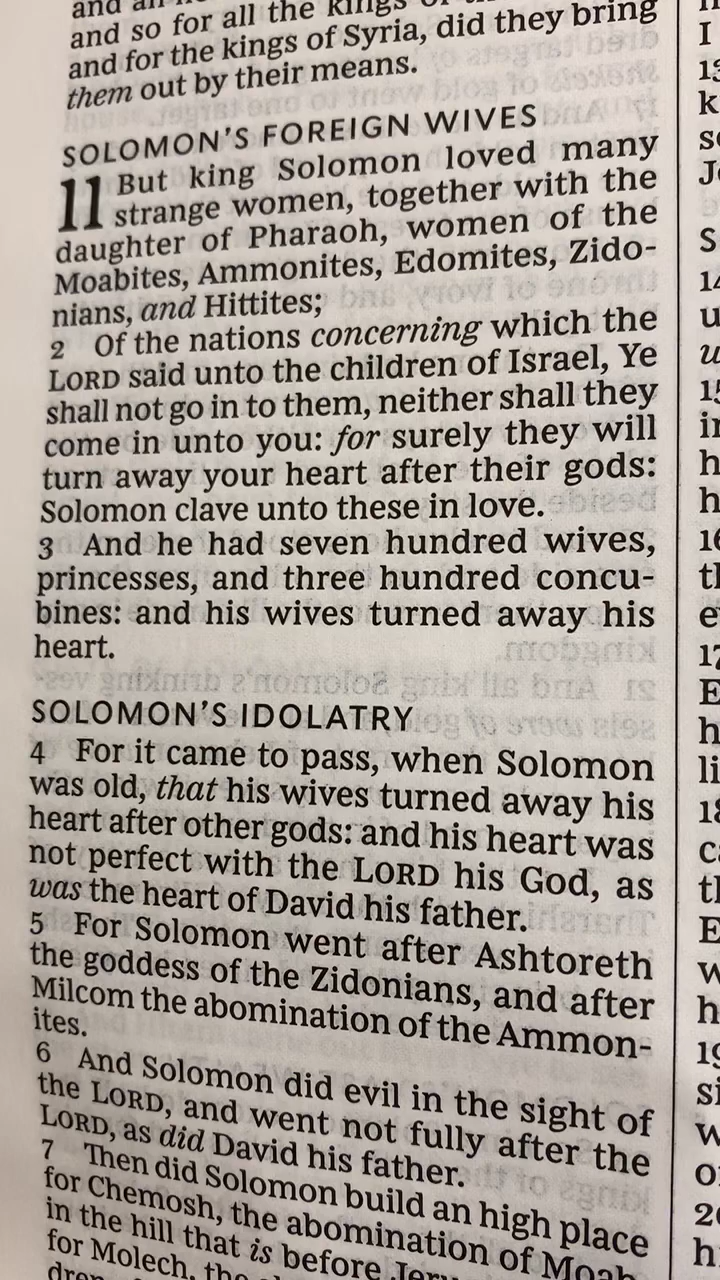 and
and so for all the kings
and for the kings of Syria, did they bring
them out by their means.
SOLOMON'S FOREIGN WIVES
11 But king Solomon loved many
strange women, together with the
daughter of Pharaoh, women of the
Moabites, Ammonites, Edomites, Zido-
nians, and Hittites;
2 Of the nations concerning which the
LORD said unto the children of Israel, Ye
shall not go in to them, neither shall they
come in unto you: for surely they will
turn away your heart after their gods:
Solomon clave unto these in love.
3 And he had seven hundred wives,
princesses, and three hundred concu-
bines: and his wives turned away his
heart.
SOLOMON'S IDOLATRY
4 For it came to pass, when Solomon
was old, that his wives turned away his
heart after other gods: and his heart was
not perfect with the LORD his God, as
was the heart of David his father.
5 For Solomon went after Ashtoreth
the goddess of the Zidonians, and after
Milcom the abomination of the Ammon-
ites.
6 And Solomon did evil in the sight of
the LORD, and went not fully after the
LORD, as did David his father.
7 Then did Solomon build an high place
for Chemosh, the abomination of Moab
in the hill that is before
for Molech, the